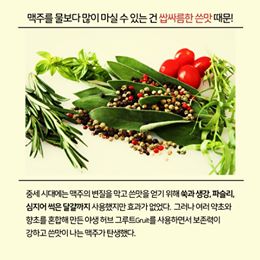 맥주를 물보다 많이 마실 수 있는 건 쌉싸름한 쓴맛 때문!
중세 시대에는 맥주의 변질을 막고 쓴맛을 얻기 위해 쑥과 생강, 파슬리,
심지어 썩은 달걀까지 사용했지만 효과가 없었다. 그러나 여러 약초와
향초를 혼합해 만든 야생 허브 그루트Gruit를 사용하면서 보존력이
강하고 쓴맛이 나는 맥주가 탄생했다.